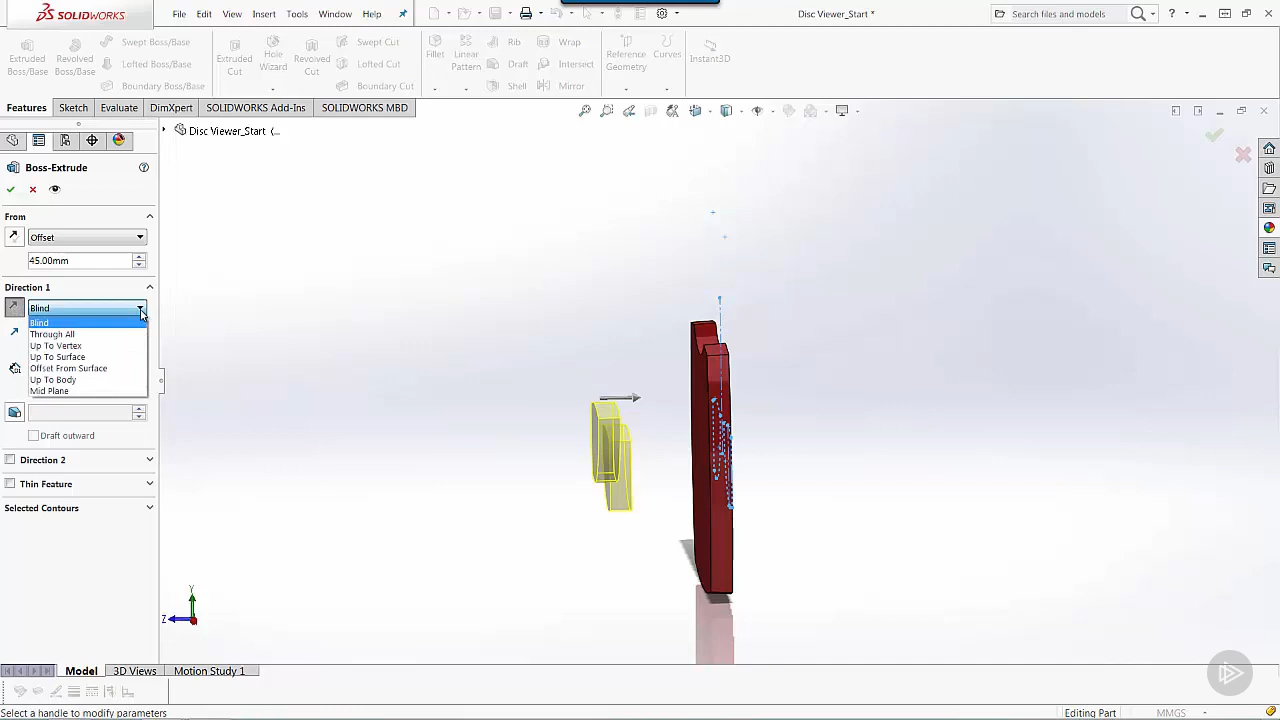 SOLIDWORKS
File Edit View Insert Tools Window Help
Disc Viewer_Start *
Search files and models
Extruded Boss/Base
Revolved Boss/Base
Swept Boss/Base
Lofted Boss/Base
Boundary Boss/Base
Extruded Cut
Hole Wizard
Revolved Cut
Swept Cut
Lofted Cut
Boundary Cut
Fillet
Linear Pattern
Rib
Draft
Shell
Wrap
Intersect
Mirror
Reference Geometry
Curves
Instant3D
Features Sketch Evaluate DimXpert SOLIDWORKS Add-Ins SOLIDWORKS MBD
Disc Viewer_Start (...
Boss-Extrude
From
Offset
45.00mm
Direction 1
Blind
Blind
Through All
Up To Vertex
Up To Surface
Offset From Surface
Up To Body
Mid Plane
Draft outward
Direction 2
Thin Feature
Selected Contours
Y
Z
Model 3D Views Motion Study 1
Select a handle to modify parameters
Editing Part
MMGS